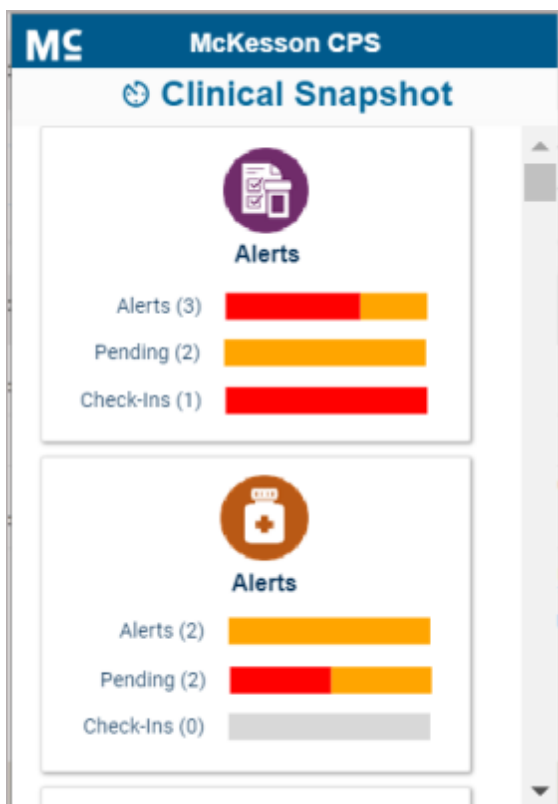 Mc McKesson CPS
Clinical Snapshot
Alerts
Alerts (3)
Pending (2)
Check-Ins (1)
Alerts
Alerts (2)
Pending (2)
Check-Ins (0)